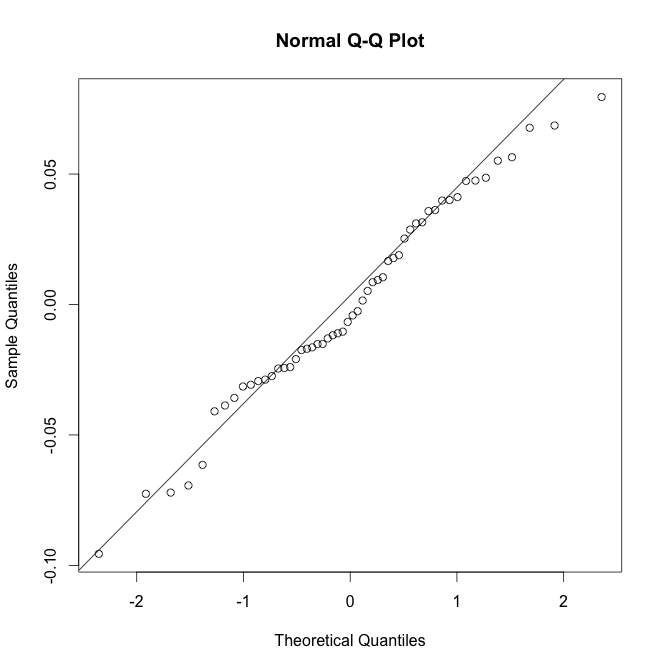 Normal Q-Q Plot
Sample Quantiles
0.05
0.00
-0.05
-0.10
-2 -1 0 1 2
Theoretical Quantiles